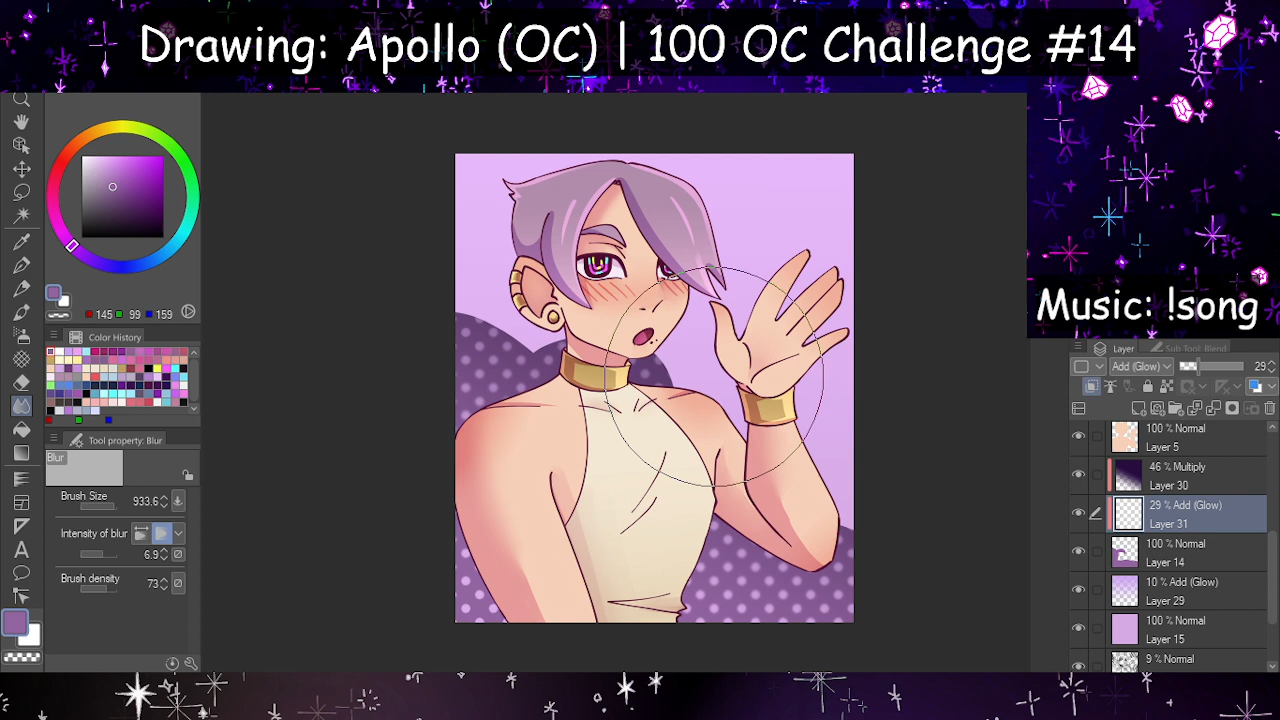 Drawing: Apollo (OC) | 100 OC Challenge #14
Music: !song
145 99 159
Color History
Tool property: Blur
Blur
Brush Size 933.6
Intensity of blur
6.9
Brush density 73
Layer Sub Tool: Blend
Add (Glow) 29
100 % Normal
Layer 5
46 % Multiply
Layer 30
29 % Add (Glow)
Layer 31
100 % Normal
Layer 14
10 % Add (Glow)
Layer 29
100 % Normal
Layer 15
9 % Normal